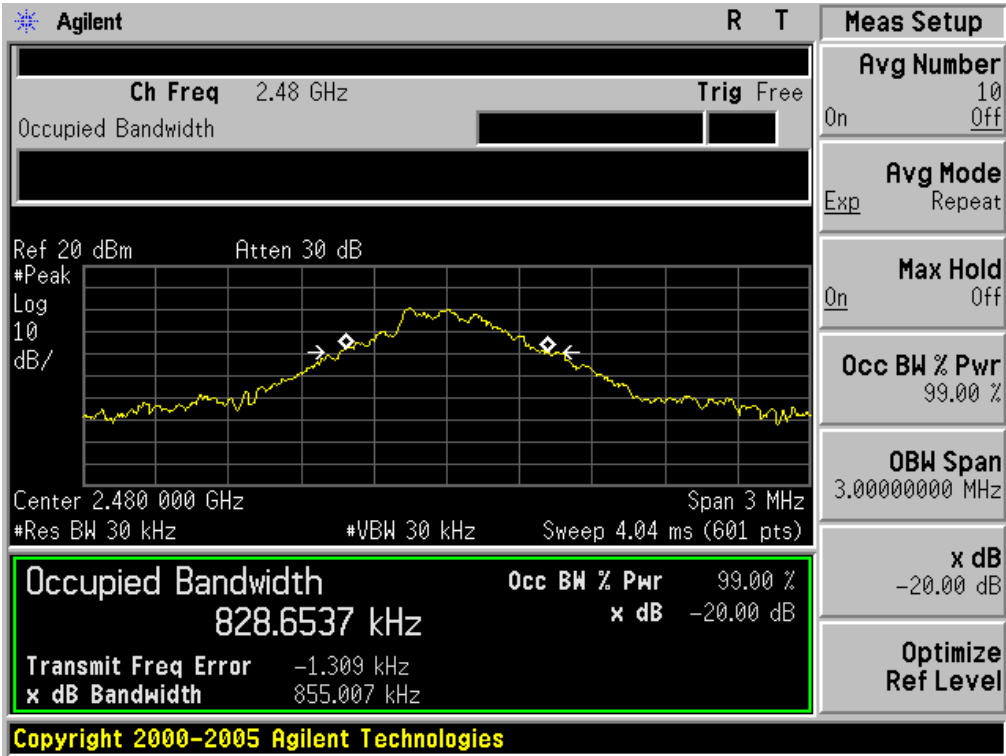 Agilent R T
Ch Freq 2.48 GHz Trig Free
Occupied Bandwidth
Ref 20 dBm Atten 30 dB
#Peak
Log
10
dB/
Center 2.480 000 GHz Span 3 MHz
#Res BW 30 kHz #VBW 30 kHz Sweep 4.04 ms (601 pts)
Occupied Bandwidth Occ BW % Pwr 99.00 %
828.6537 kHz x dB -20.00 dB
Transmit Freq Error -1.309 kHz
x dB Bandwidth 855.007 kHz
Copyright 2000-2005 Agilent Technologies
Meas Setup
Avg Number
10
On Off
Avg Mode
Exp Repeat
Max Hold
On Off
Occ BW % Pwr
99.00 %
OBW Span
3.00000000 MHz
x dB
-20.00 dB
Optimize
Ref Level